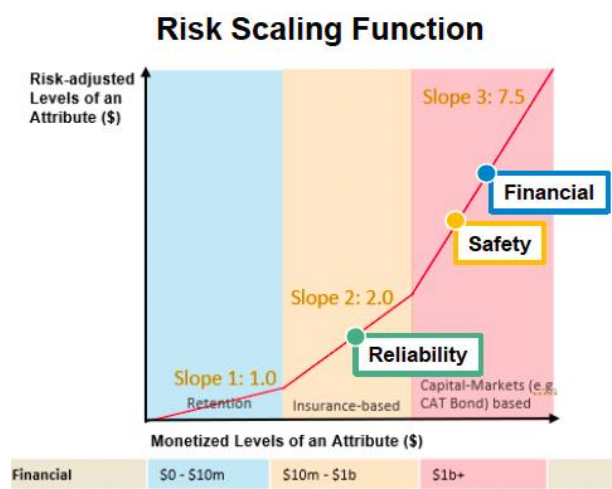 Risk Scaling Function
Risk-adjusted
Levels of an
Attribute ($)
Slope 3: 7.5
Financial
Safety
Slope 2: 2.0
Reliability
Slope 1: 1.0
Retention
Insurance-based
Capital-Markets (e.g.
CAT Bond) based
Monetized Levels of an Attribute ($)
Financial $0 - $10m $10m - $1b $1b+